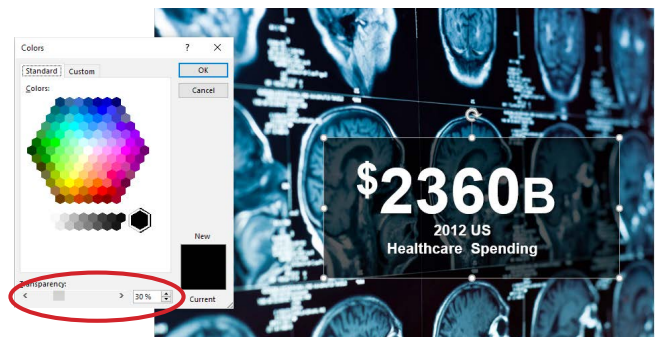 Colors ? ×
OK
Cancel
Standard Custom
Colors:
New
Current
Transparency:
< > 30 %
$2360B
2012 US
Healthcare Spending